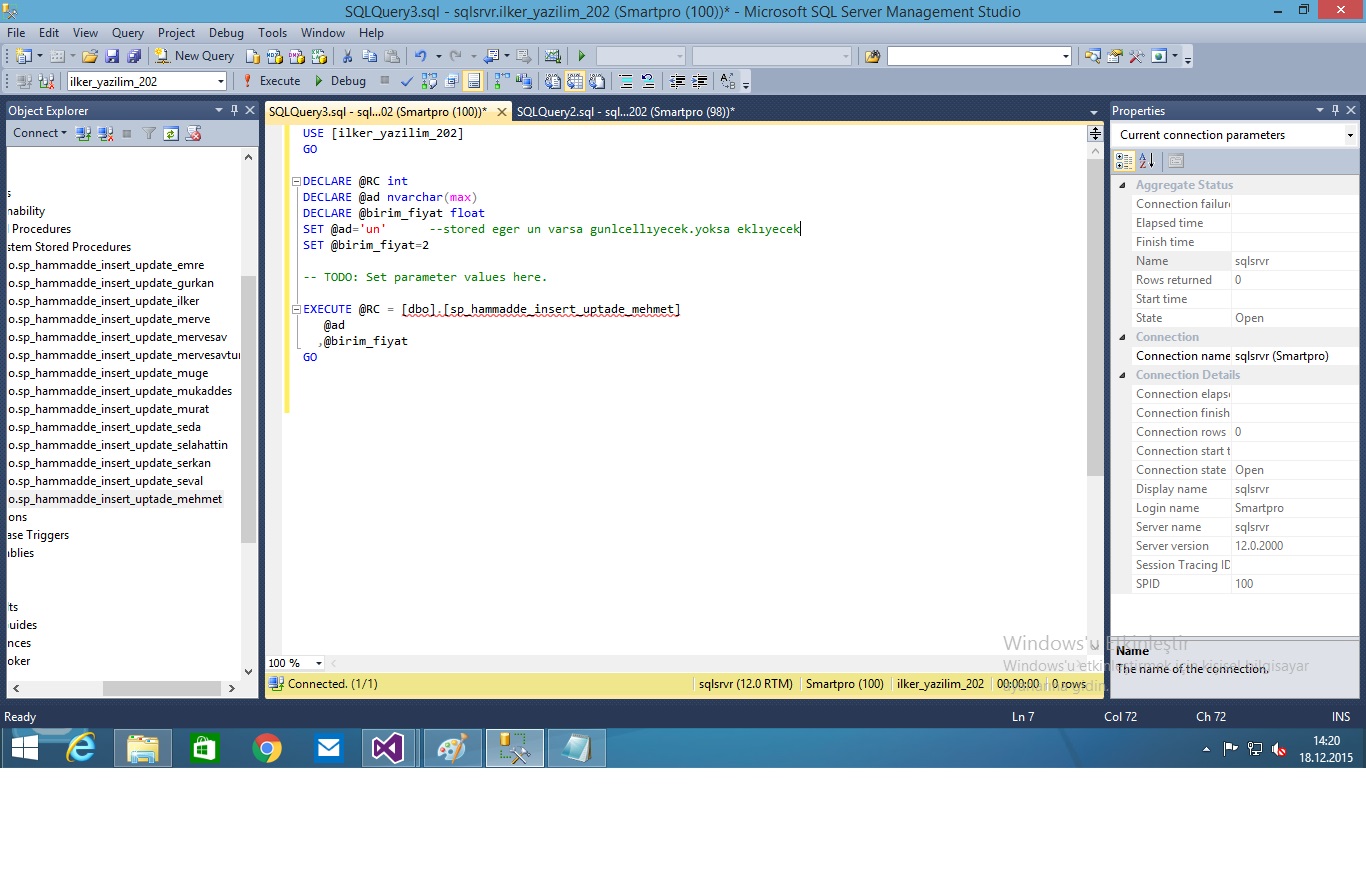 SQLQuery3.sql - sqlsrvr.ilker_yazilim_202 (Smartpro (100))* - Microsoft SQL Server Management Studio
File Edit View Query Project Debug Tools Window Help
New Query
ilker_yazilim_202 Execute Debug
Object Explorer
Connect
s
nability
l Procedures
stem Stored Procedures
o.sp_hammadde_insert_update_emre
o.sp_hammadde_insert_update_gurkan
o.sp_hammadde_insert_update_ilker
o.sp_hammadde_insert_update_merve
o.sp_hammadde_insert_update_mervesav
o.sp_hammadde_insert_update_mervesavtu
o.sp_hammadde_insert_update_muge
o.sp_hammadde_insert_update_mukaddes
o.sp_hammadde_insert_update_murat
o.sp_hammadde_insert_update_seda
o.sp_hammadde_insert_update_selahattin
o.sp_hammadde_insert_update_serkan
o.sp_hammadde_insert_update_seval
o.sp_hammadde_insert_uptade_mehmet
ons
ase Triggers
blies
ts
uides
nces
oker
SQLQuery3.sql - sql...02 (Smartpro (100))* SQLQuery2.sql - sql...202 (Smartpro (98))*
USE [ilker_yazilim_202]
GO
DECLARE @RC int
DECLARE @ad nvarchar(max)
DECLARE @birim_fiyat float
SET @ad='un' --stored eger un varsa gunlcellıyecek.yoksa eklıyecek
SET @birim_fiyat=2
-- TODO: Set parameter values here.
EXECUTE @RC = [dbo].[sp_hammadde_insert_uptade_mehmet]
@ad
,@birim_fiyat
GO
100 %
Connected. (1/1) sqlsrvr (12.0 RTM) Smartpro (100) ilker_yazilim_202 00:00:00 0 rows
Properties
Current connection parameters
Aggregate Status
Connection failure
Elapsed time
Finish time
Name sqlsrvr
Rows returned 0
Start time
State Open
Connection
Connection name sqlsrvr (Smartpro)
Connection Details
Connection elaps
Connection finish
Connection rows 0
Connection start t
Connection state Open
Display name sqlsrvr
Login name Smartpro
Server name sqlsrvr
Server version 12.0.2000
Session Tracing ID
SPID 100
Name
The name of the connection.
Windows'u Etkinleştir
Windows'u etkinleştirmek için kişisel bilgisayar
ayarlarına gidin.
Ready Ln 7 Col 72 Ch 72 INS
14:20
18.12.2015